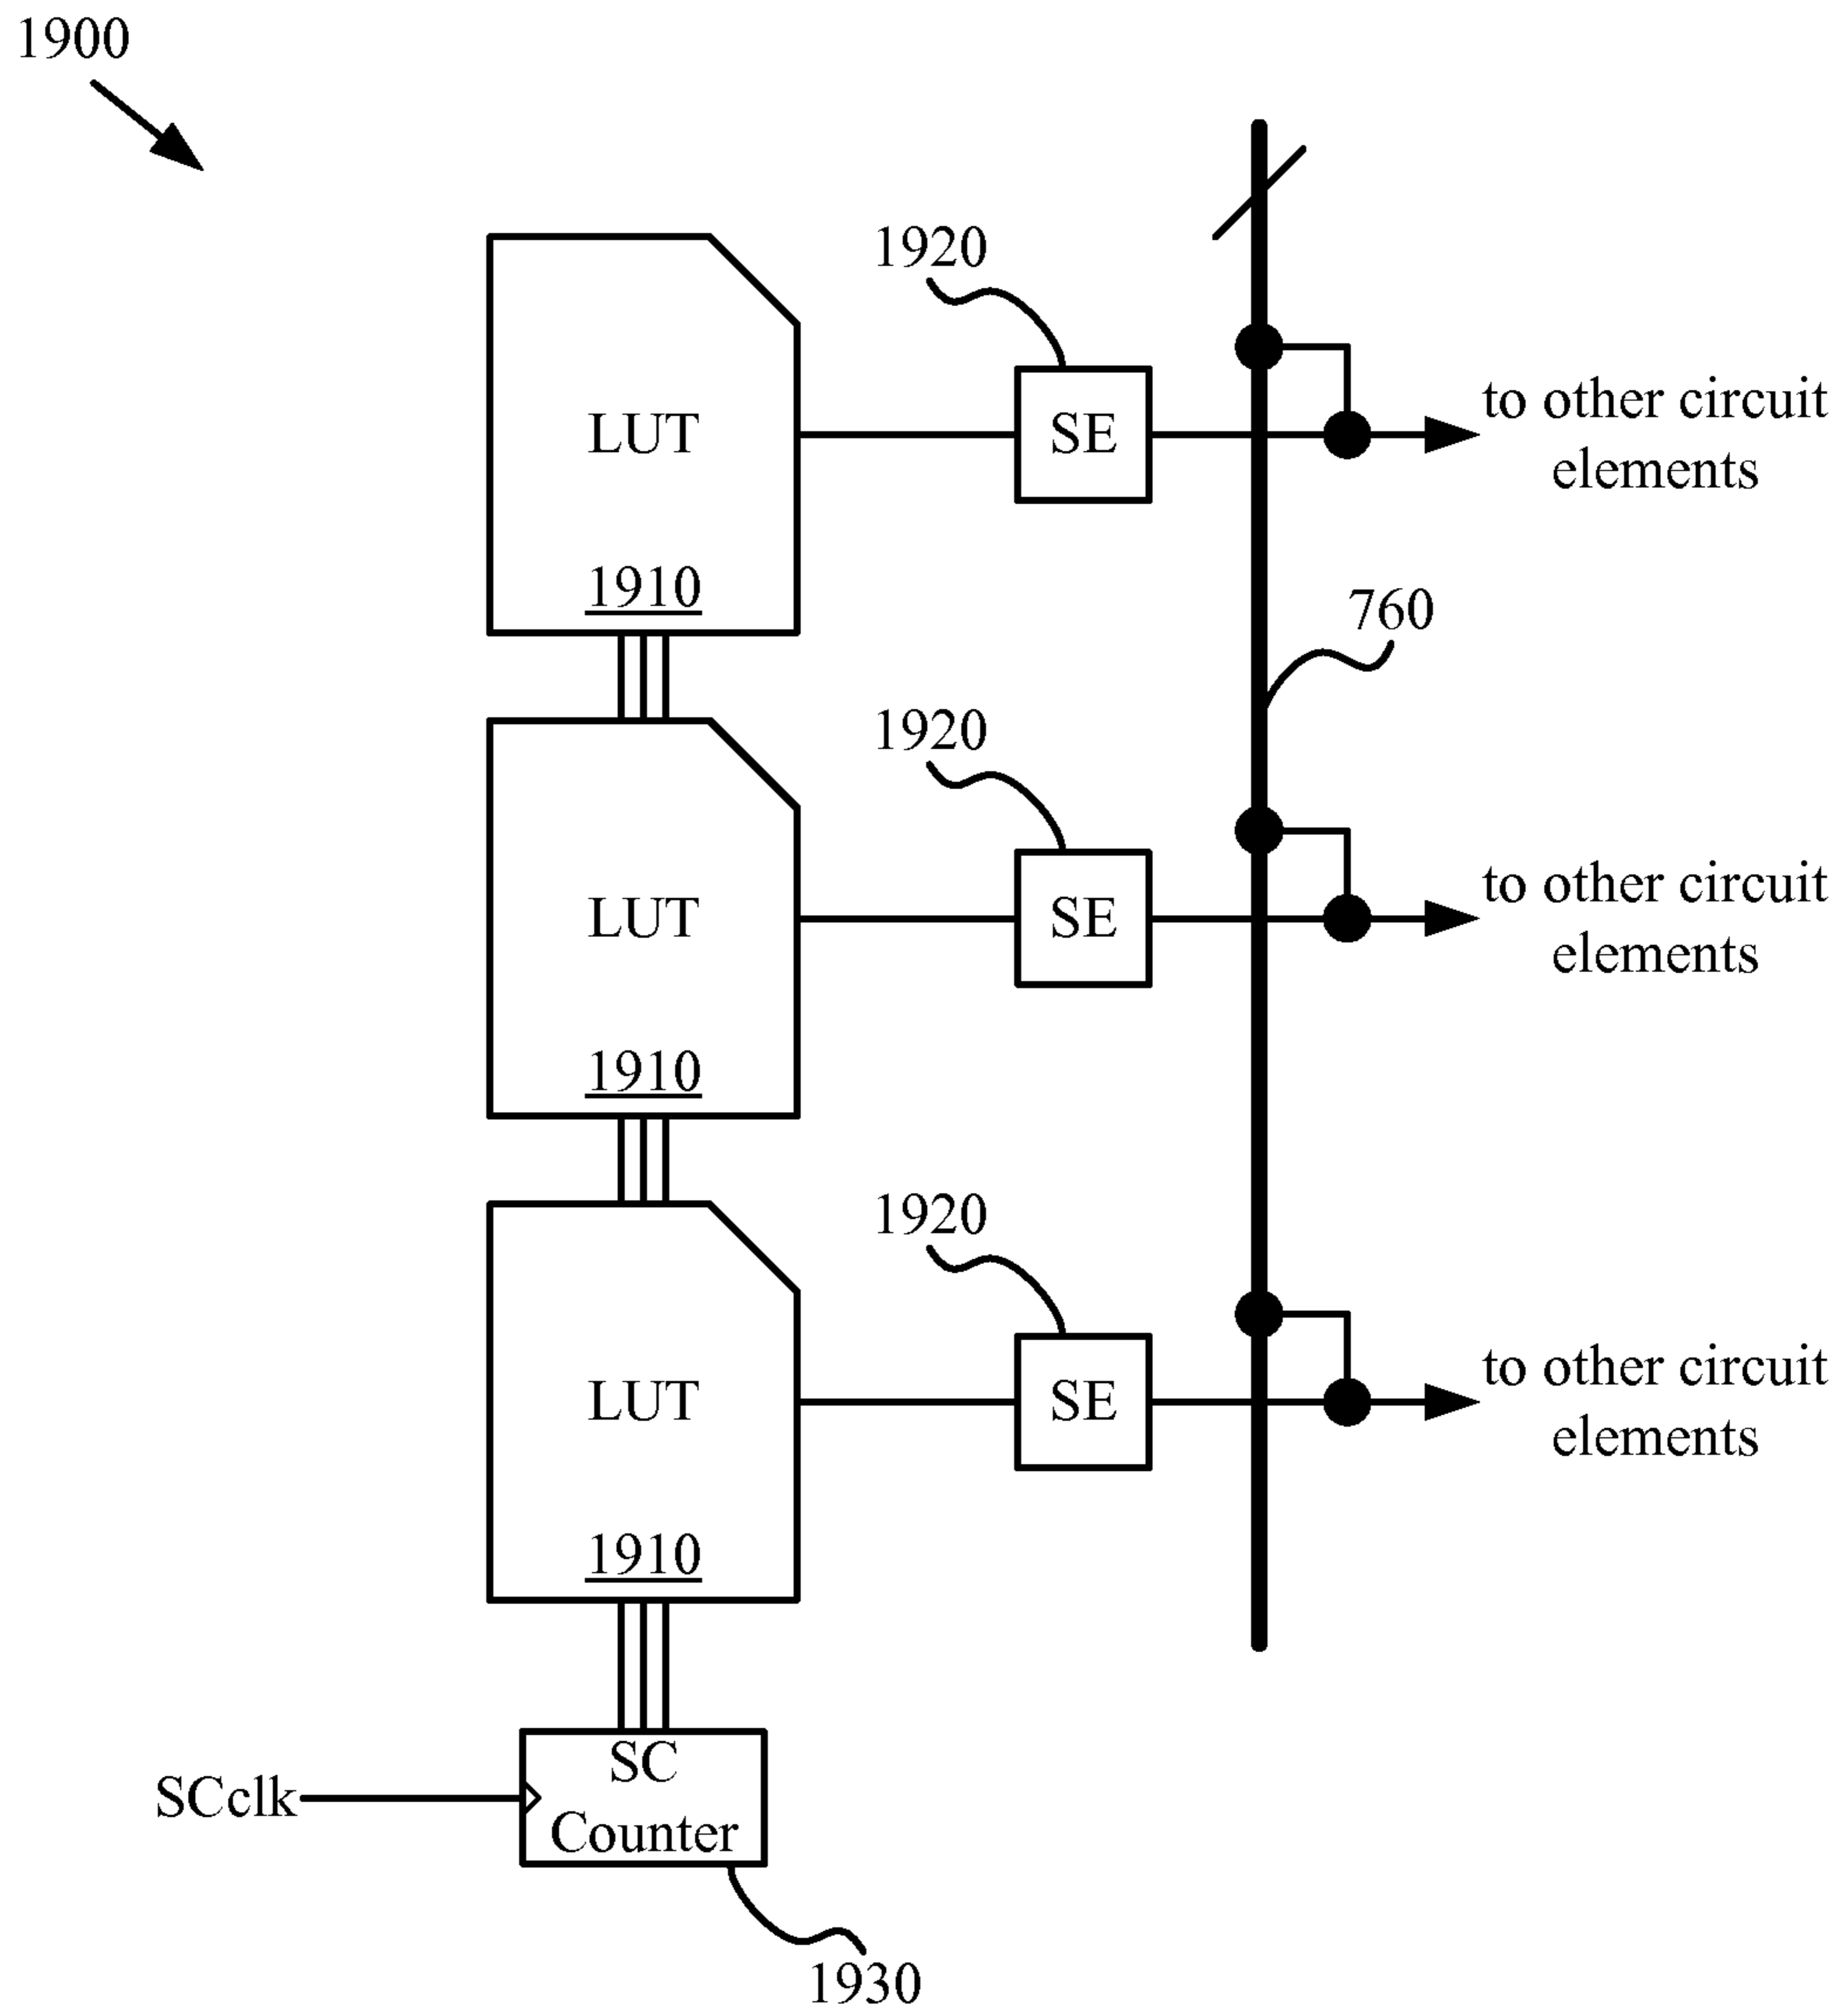 1900
1920
LUT
SE
to other circuit
elements
1910
760
1920
LUT
SE
to other circuit
elements
1910
1920
LUT
SE
to other circuit
elements
1910
SC
SCclk
Counter
1930